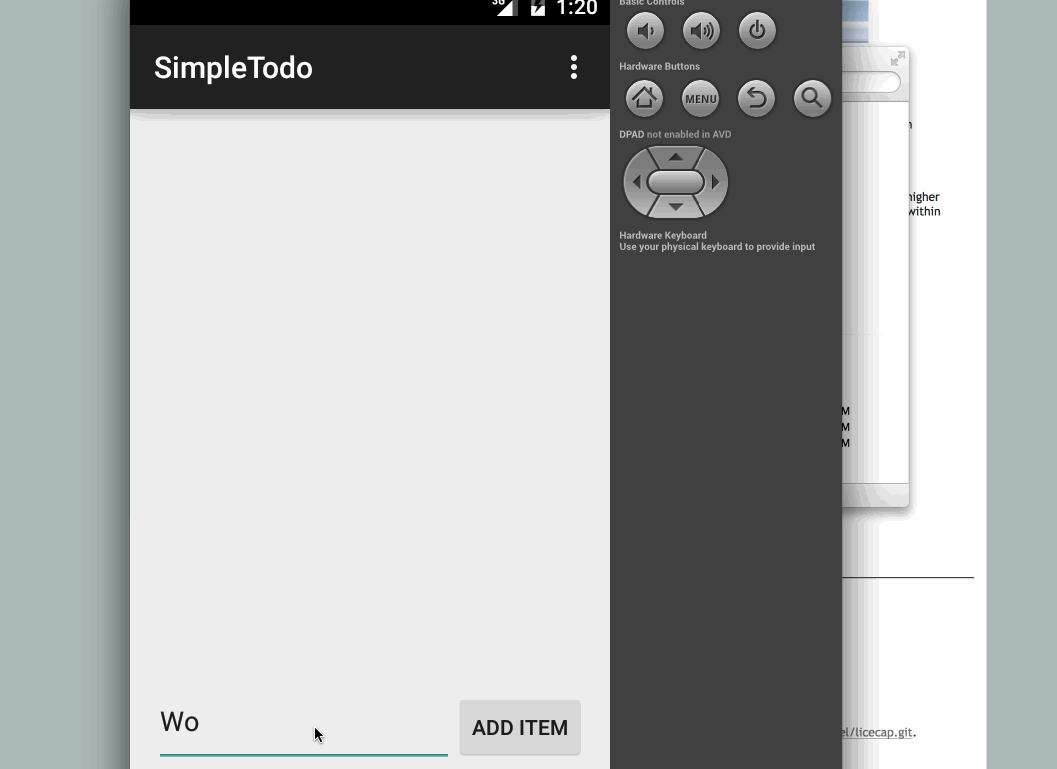 3G 1:20
SimpleTodo
Wo
ADD ITEM
Basic Controls
Hardware Buttons
MENU
DPAD not enabled in AVD
Hardware Keyboard
Use your physical keyboard to provide input
higher
within
M
M
M
el/licecap.git.